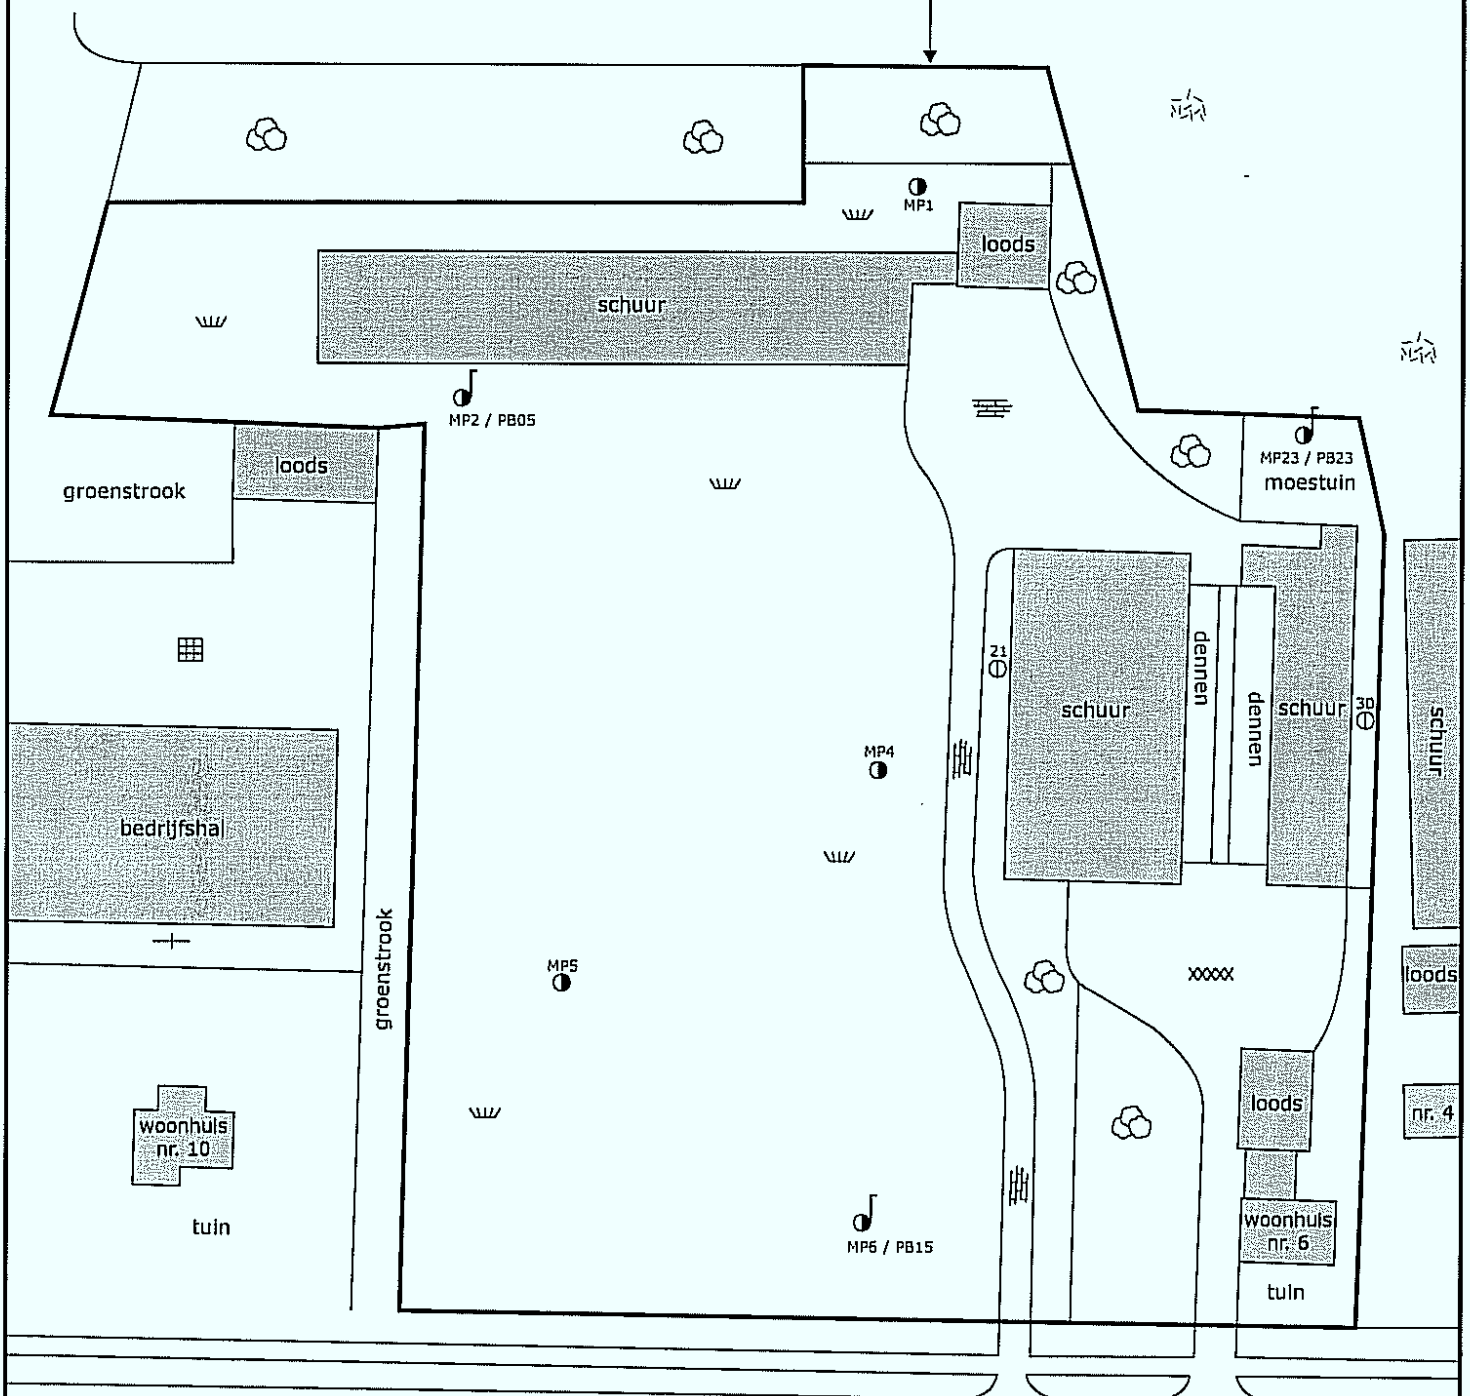 MP1
loods
schuur
MP2 / PB05
MP23 / PB23
moestuin
loods
groenstrook
21
dennen
dennen
schuur
schuur
30
schuur
MP4
bedrijfshal
groenstrook
MP5
loods
loods
nr. 4
woonhuis
nr. 10
tuin
MP6 / PB15
woonhuis
nr. 6
tuin